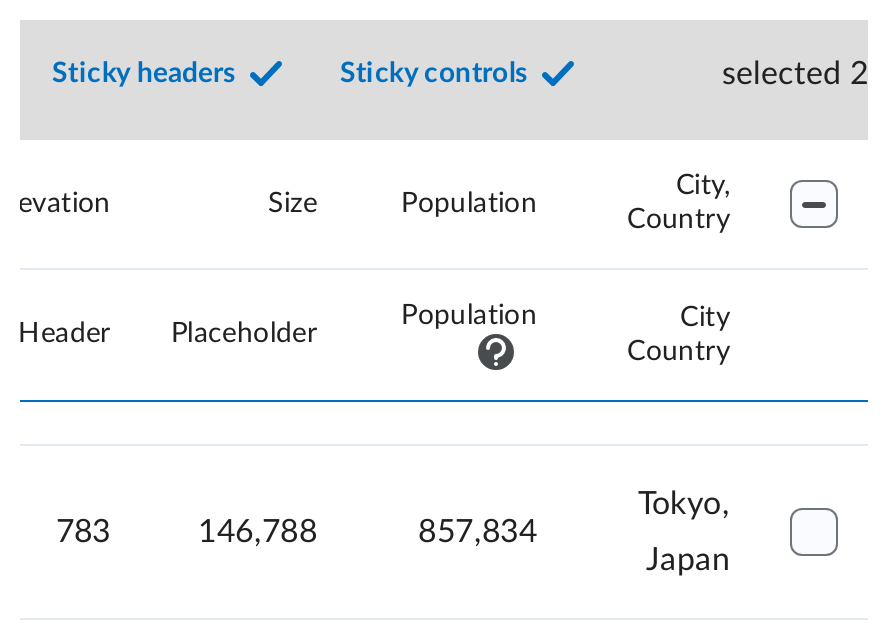 Sticky headers Sticky controls selected 2
evation Size Population City,
Country
Header Placeholder Population City
Country
783 146,788 857,834 Tokyo,
Japan